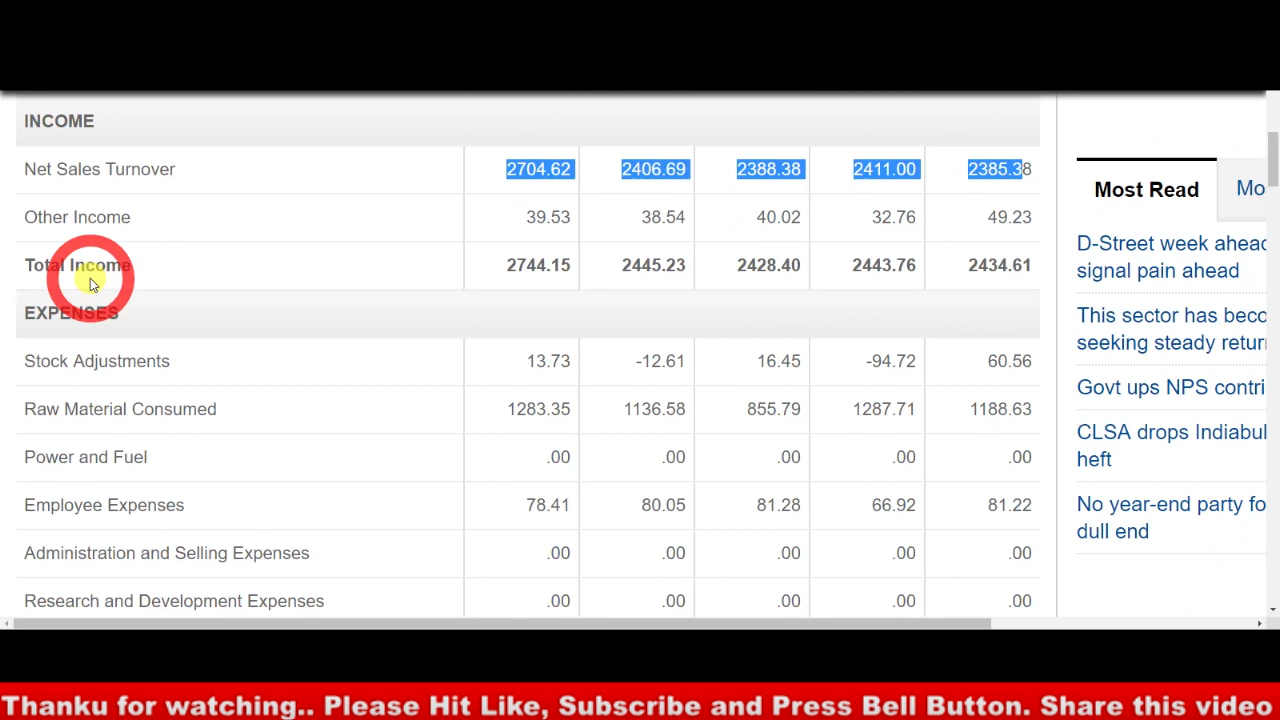 INCOME
Net Sales Turnover 2704.62 2406.69 2388.38 2411.00 2385.38
Other Income 39.53 38.54 40.02 32.76 49.23
Total Income 2744.15 2445.23 2428.40 2443.76 2434.61
EXPENSES
Stock Adjustments 13.73 -12.61 16.45 -94.72 60.56
Raw Material Consumed 1283.35 1136.58 855.79 1287.71 1188.63
Power and Fuel .00 .00 .00 .00 .00
Employee Expenses 78.41 80.05 81.28 66.92 81.22
Administration and Selling Expenses .00 .00 .00 .00 .00
Research and Development Expenses .00 .00 .00 .00 .00
Most Read Mo
D-Street week ahead
signal pain ahead
This sector has beco
seeking steady retur
Govt ups NPS contri
CLSA drops Indiabul
heft
No year-end party fo
dull end
Thanku for watching.. Please Hit Like, Subscribe and Press Bell Button. Share this video